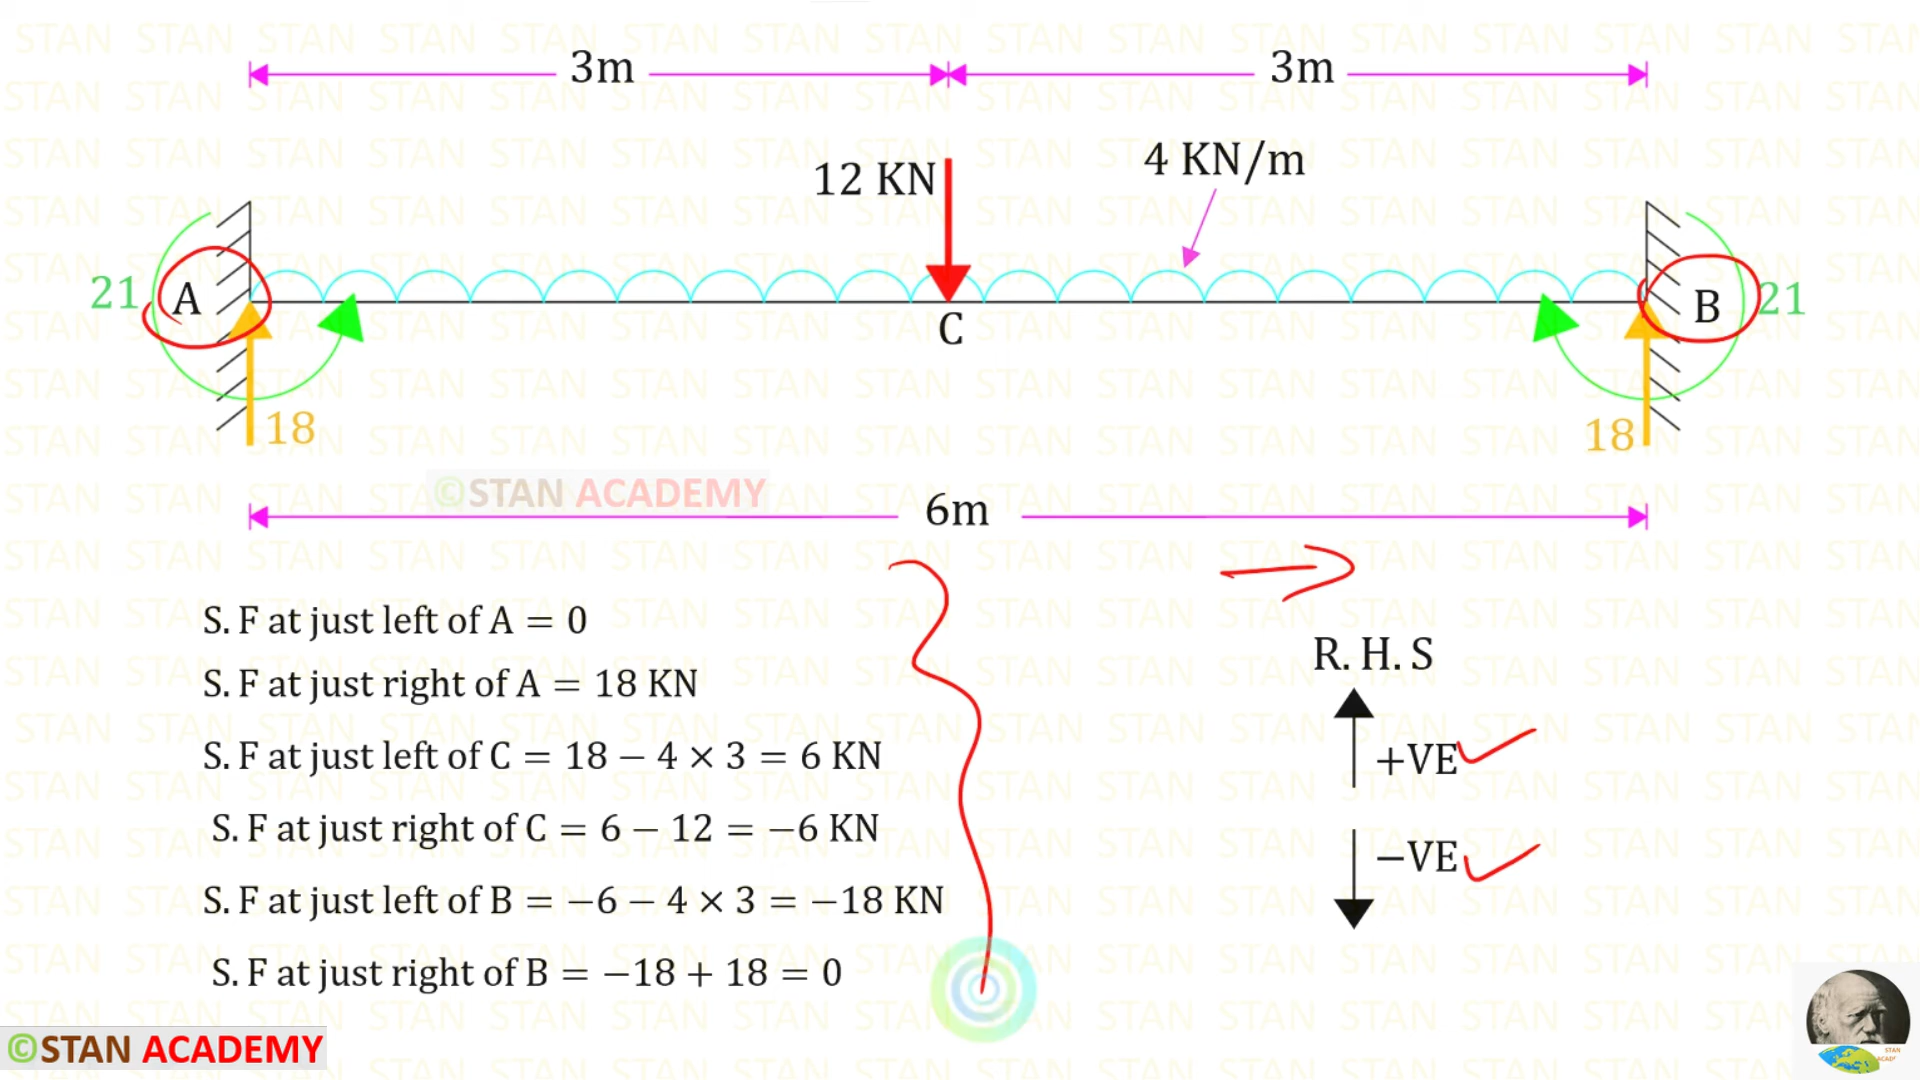 3m 3m
12 KN
4 KN/m
21 A B 21
C
18 18
©STAN ACADEMY
6m
S. F at just left of A = 0
S. F at just right of A = 18 KN
S. F at just left of C = 18 − 4 × 3 = 6 KN
S. F at just right of C = 6 − 12 = −6 KN
S. F at just left of B = −6 − 4 × 3 = −18 KN
S. F at just right of B = −18 + 18 = 0
R. H. S
+VE
−VE
©STAN ACADEMY